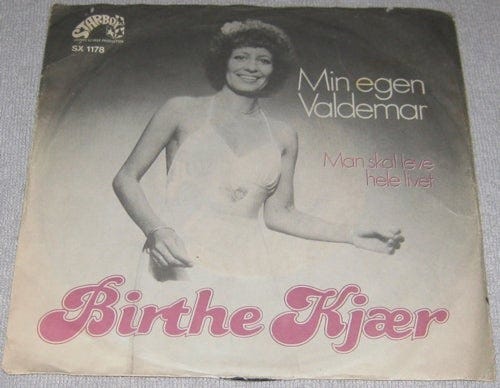 STARBOX
SX 1178
Min egen
Valdemar
Man skal leve
hele livet
Birthe Kjær